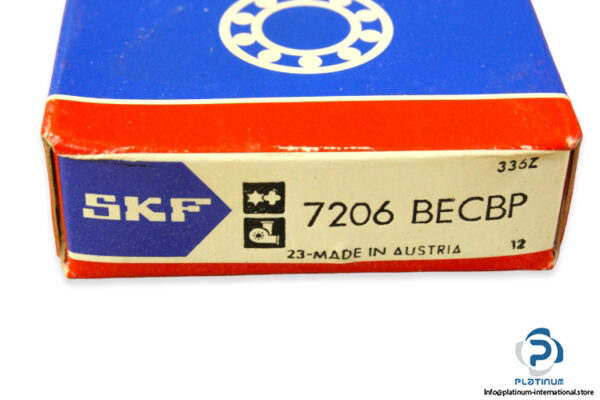 336Z
SKF
7206 BECBP
23-MADE IN AUSTRIA
12
PLATINUM
Info@platinum-international.store